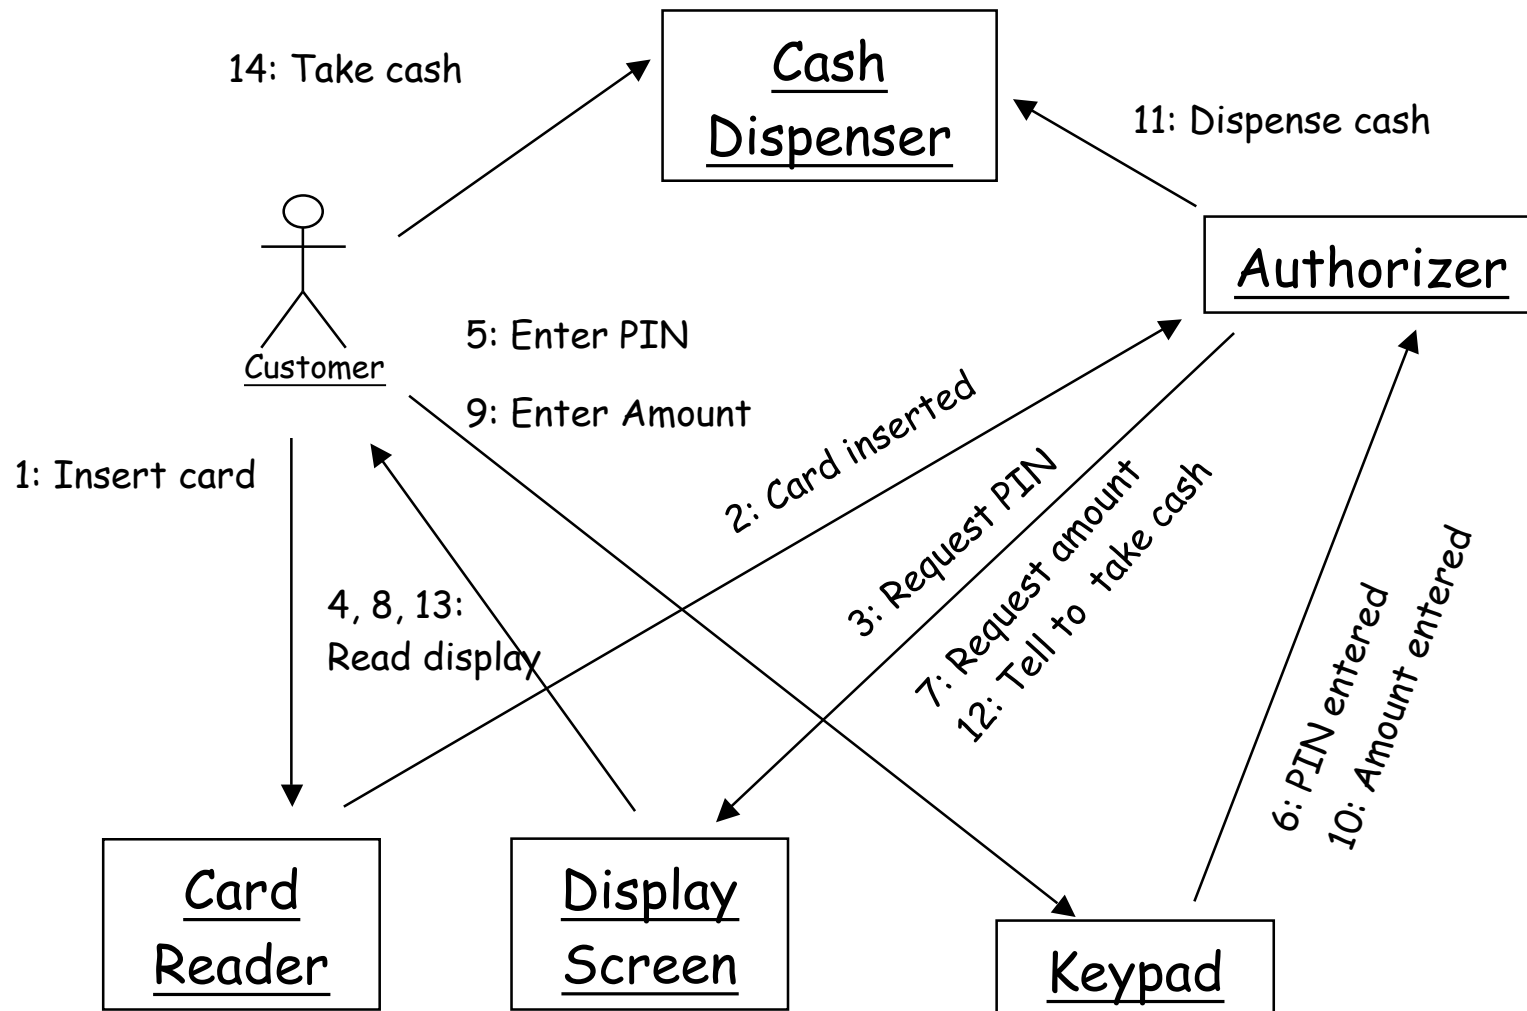 14: Take cash
Cash
Dispenser
11: Dispense cash
Authorizer
Customer
5: Enter PIN
9: Enter Amount
1: Insert card
2: Card inserted
3: Request PIN
7: Request amount
12: Tell to take cash
4, 8, 13:
Read display
6: PIN entered
10: Amount entered
Card
Reader
Display
Screen
Keypad